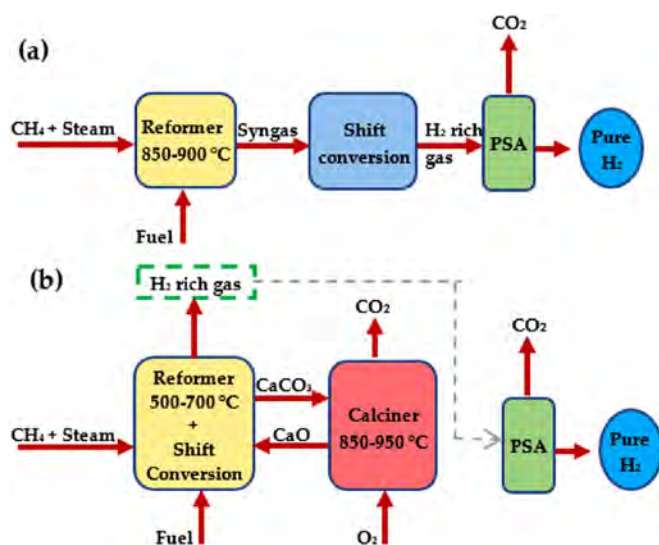 (a)
CO₂
CH₄ + Steam
Reformer
850-900 °C
Syngas
Shift
conversion
H₂ rich
gas
PSA
Pure
H₂
Fuel
(b)
H₂ rich gas
CO₂
CO₂
Reformer
500-700 °C
+
Shift
Conversion
CaCO₃
CaO
Calciner
850-950 °C
CH₄ + Steam
PSA
Pure
H₂
Fuel
O₂